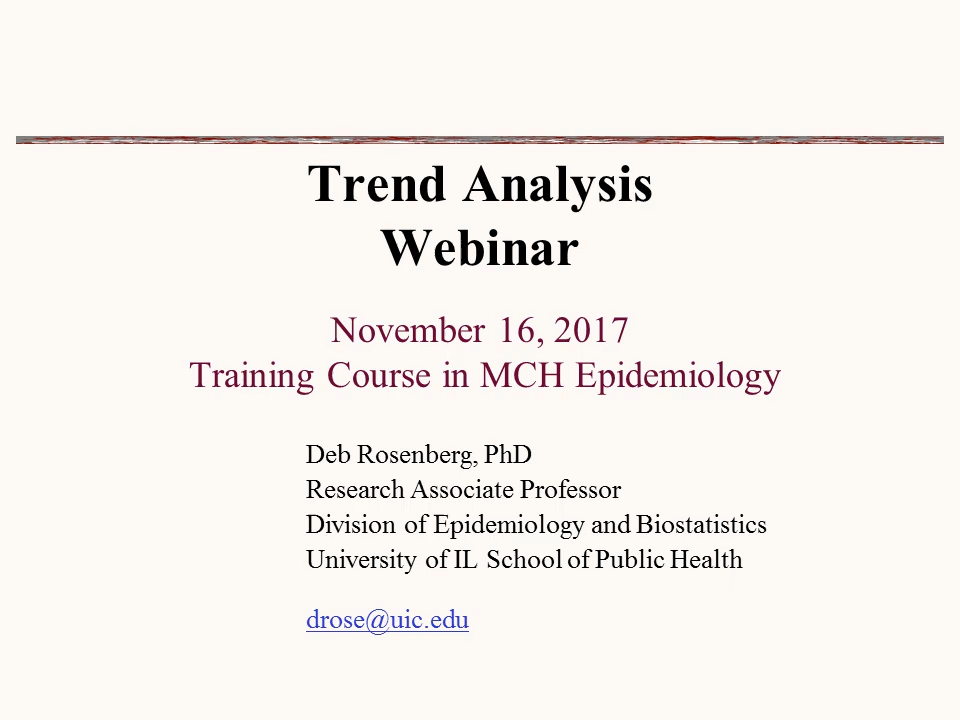 Trend Analysis
Webinar
November 16, 2017
Training Course in MCH Epidemiology
Deb Rosenberg, PhD
Research Associate Professor
Division of Epidemiology and Biostatistics
University of IL School of Public Health
drose@uic.edu